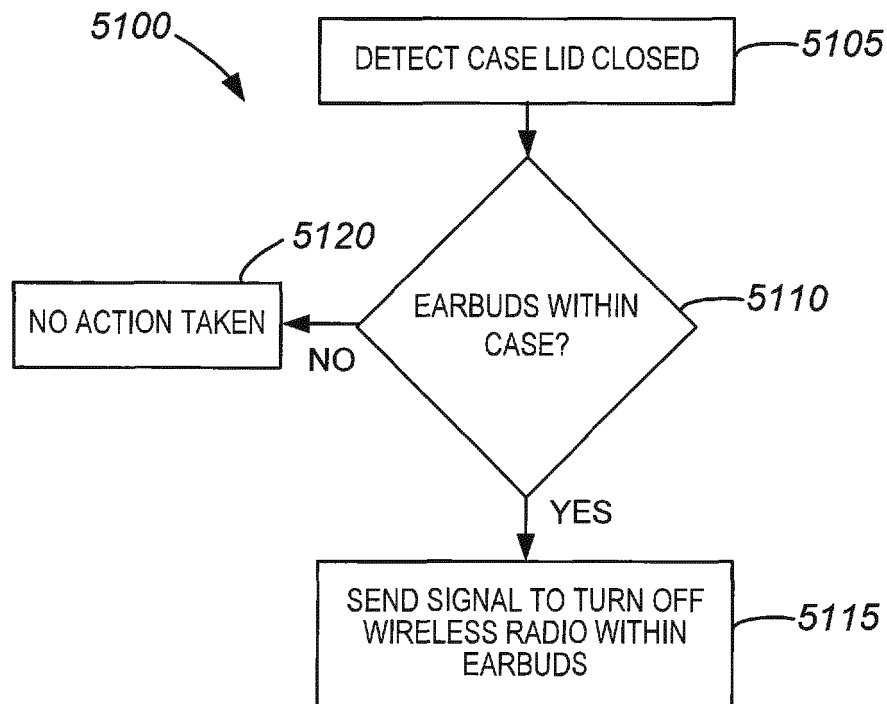 5100
DETECT CASE LID CLOSED
5105
5120
NO ACTION TAKEN
NO
EARBUDS WITHIN
CASE?
5110
YES
SEND SIGNAL TO TURN OFF
WIRELESS RADIO WITHIN
EARBUDS
5115